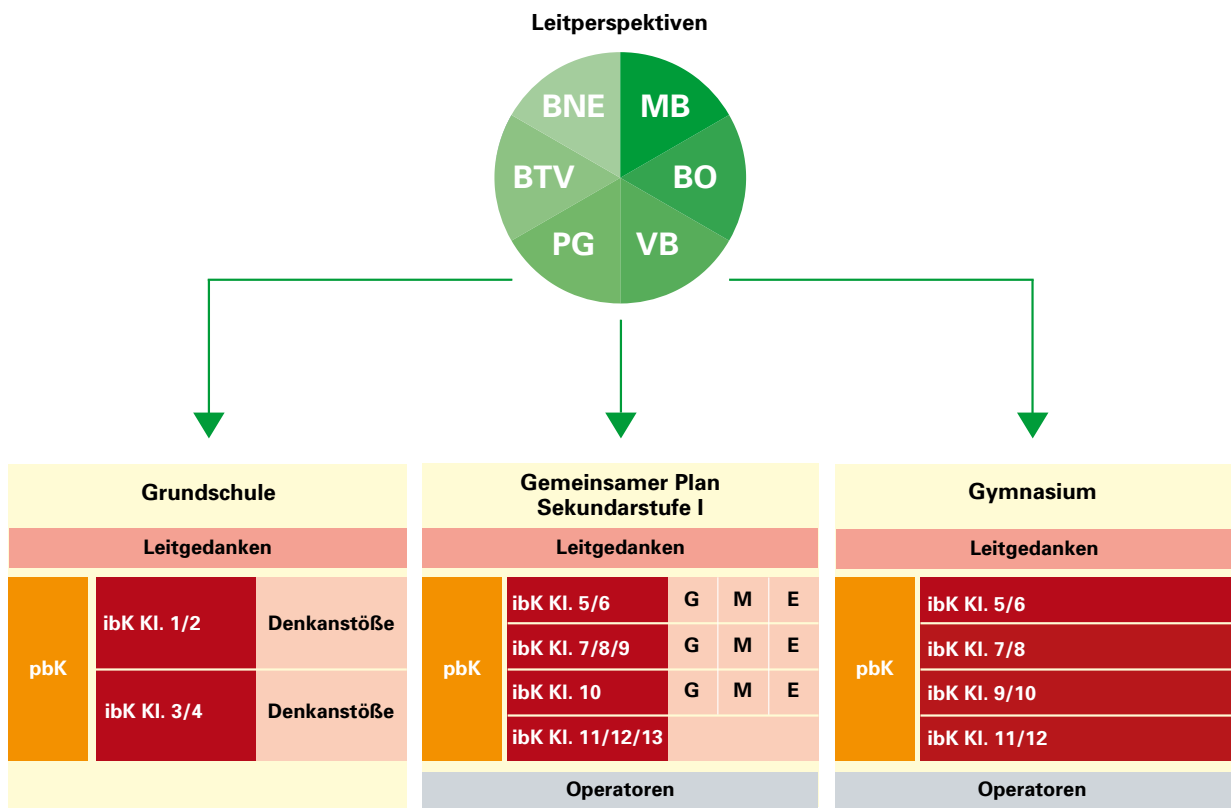 Leitperspektiven
BNE MB
BTV BO
PG VB
Grundschule
Leitgedanken
pbK
ibK Kl. 1/2 Denkanstöße
ibK Kl. 3/4 Denkanstöße
Gemeinsamer Plan
Sekundarstufe I
Leitgedanken
pbK
ibK Kl. 5/6 G M E
ibK Kl. 7/8/9 G M E
ibK Kl. 10 G M E
ibK Kl. 11/12/13
Operatoren
Gymnasium
Leitgedanken
pbK
ibK Kl. 5/6
ibK Kl. 7/8
ibK Kl. 9/10
ibK Kl. 11/12
Operatoren